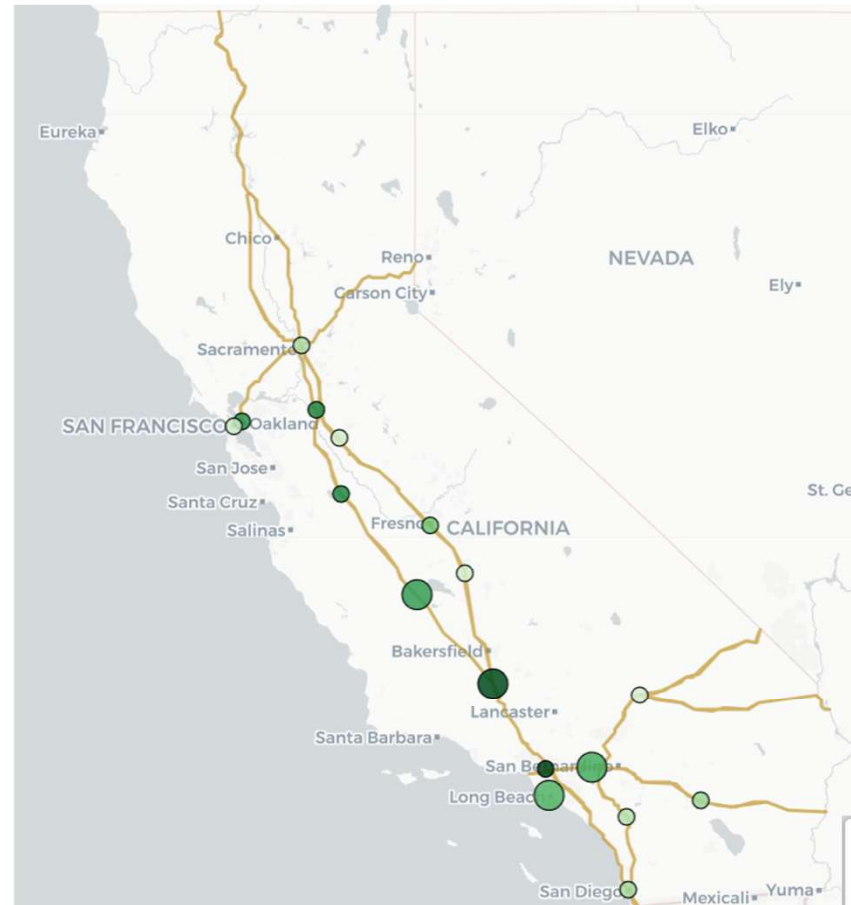 Eureka
Elko
Chico
Reno
NEVADA
Carson City
Ely
Sacramento
SAN FRANCISCO
Oakland
San Jose
St. Ge
Santa Cruz
Fresno
CALIFORNIA
Salinas
Bakersfield
Lancaster
Santa Barbara
San Bernardino
Long Beach
San Diego
Mexicali
Yuma